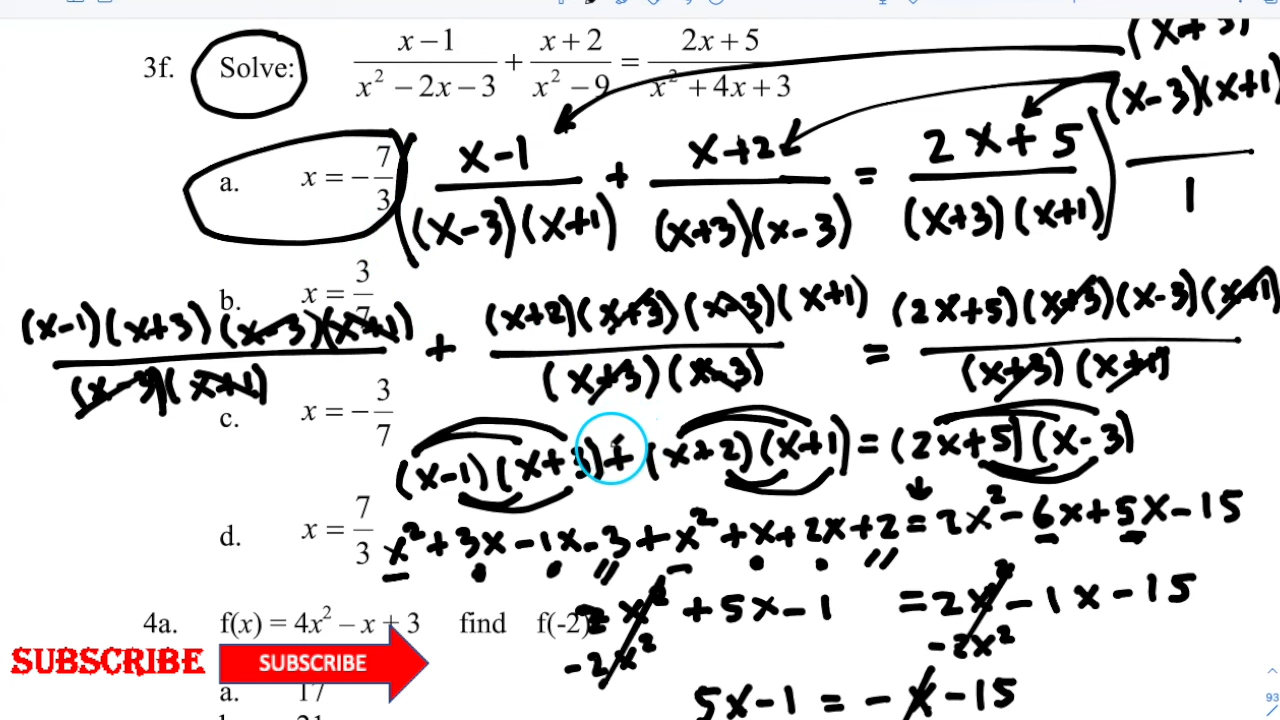 3f. Solve: x−1/x² −2x−3 + x+2/x² −9 = 2x+5/x² +4x+3
(x+3)
(x-3)(x+1)
1
a. x = −7/3
(x-1/(x-3)(x+1) + x+2/(x+3)(x-3) = 2x+5/(x+3)(x+1))
b. x = 3/7
(x-1)(x+3)(x-3)(x+1)/(x-3)(x+1) + (x+2)(x+3)(x-3)(x+1)/(x+3)(x-3) = (2x+5)(x+3)(x-3)(x+1)/(x+3)(x+1)
c. x = −3/7
(x-1)(x+3)+(x+2)(x+1)=(2x+5)(x-3)
d. x = 7/3
x²+3x-1x-3+x²+x+2x+2=2x²-6x+5x-15
2x²+5x-1 =2x²-1x-15
4a. f(x) = 4x² – x + 3 find f(-2)
-2x² -2x²
SUBSCRIBE
SUBSCRIBE
a. 17
5x-1 = -x-15
93